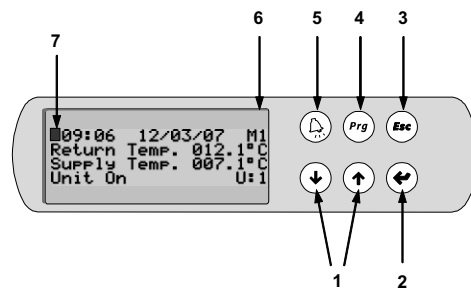 7
6
5
4
3
09:06 12/03/07 M1
Return Temp. 012.1°C
Supply Temp. 007.1°C
Unit On U:1
Prg
Esc
1
2